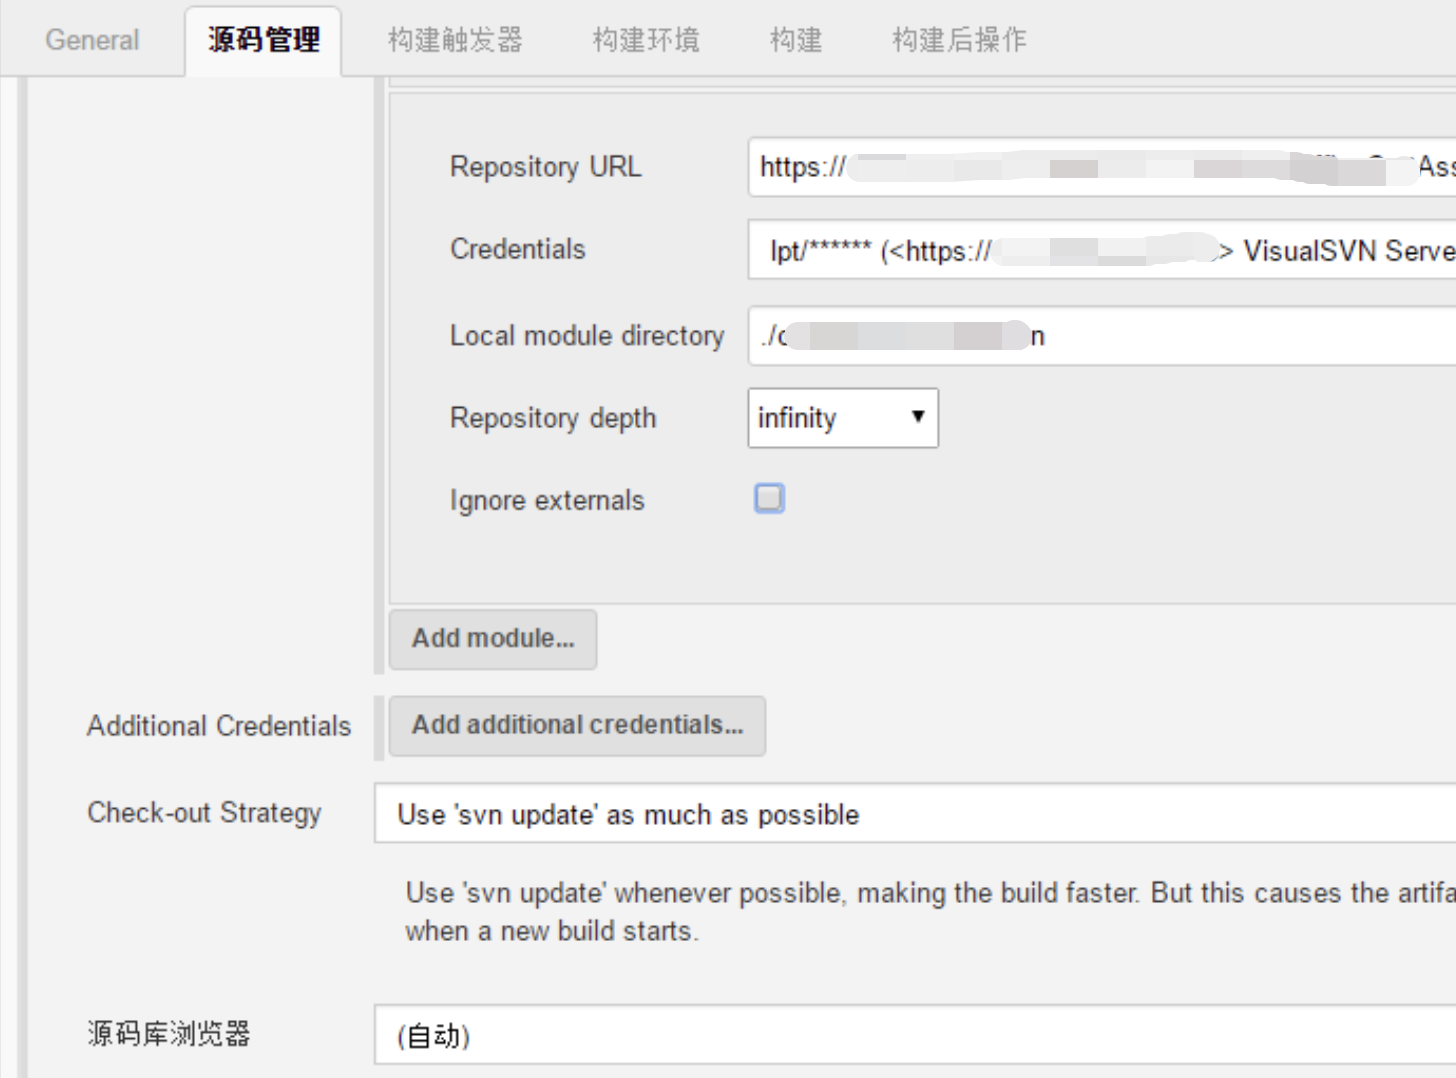 General 源码管理 构建触发器 构建环境 构建 构建后操作
Repository URL https://
Credentials lpt/****** (<https:// > VisualSVN Serve
Local module directory ./
Repository depth infinity
Ignore externals
Add module...
Additional Credentials Add additional credentials...
Check-out Strategy Use 'svn update' as much as possible
Use 'svn update' whenever possible, making the build faster. But this causes the artifa
when a new build starts.
源码库浏览器 (自动)